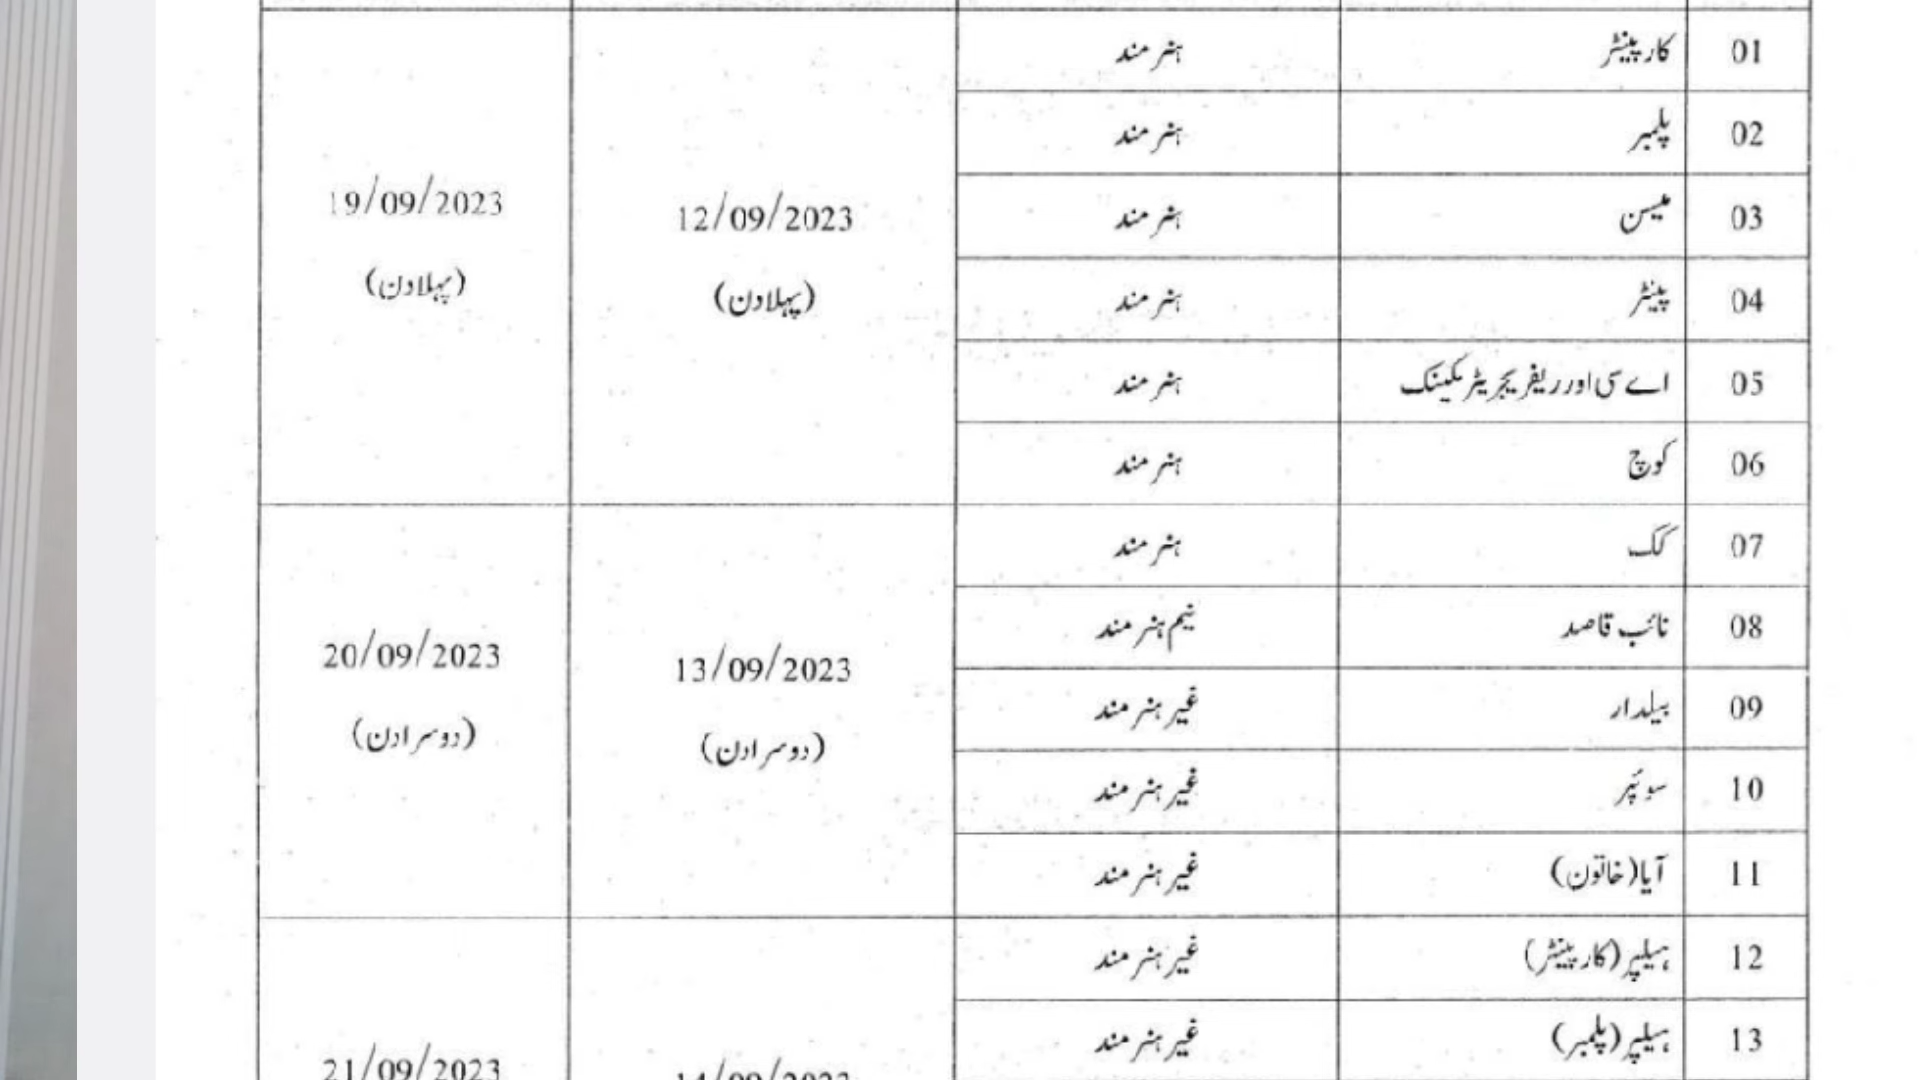 01 کارپینٹر ہنر مند
02 پلمبر ہنر مند
03 میسن ہنر مند
04 پینٹر ہنر مند
05 اے سی اور ریفریجریٹر مکینک ہنر مند
06 کوچ ہنر مند
12/09/2023
(پہلا دن)
19/09/2023
(پہلا دن)
07 کک ہنر مند
08 نائب قاصد نیم ہنر مند
09 بیلدار غیر ہنر مند
10 سوئپر غیر ہنر مند
11 آیا (خاتون) غیر ہنر مند
13/09/2023
(دوسرا دن)
20/09/2023
(دوسرا دن)
12 ہیلپر (کارپینٹر) غیر ہنر مند
13 ہیلپر (پلمبر) غیر ہنر مند
14/09/2023
21/09/2023